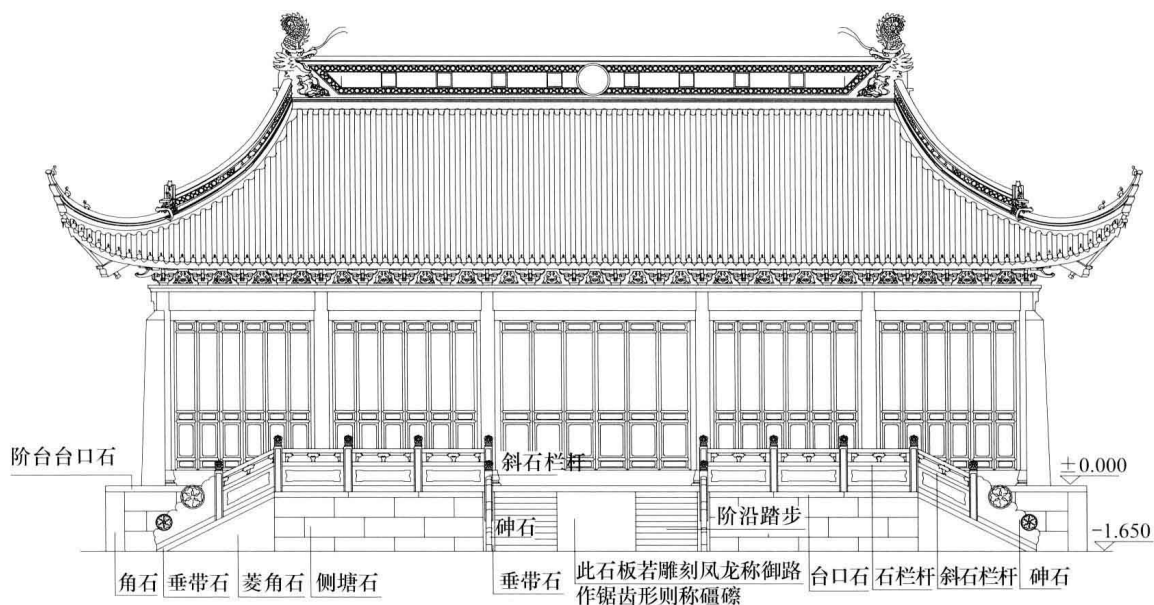 斜石栏杆
阶台台口石
±0.000
砷石
阶沿踏步
-1.650
角石
垂带石
菱角石
侧塘石
垂带石
此石板若雕刻凤龙称御路
作锯齿形则称礓礤
台口石
石栏杆
斜石栏杆
砷石